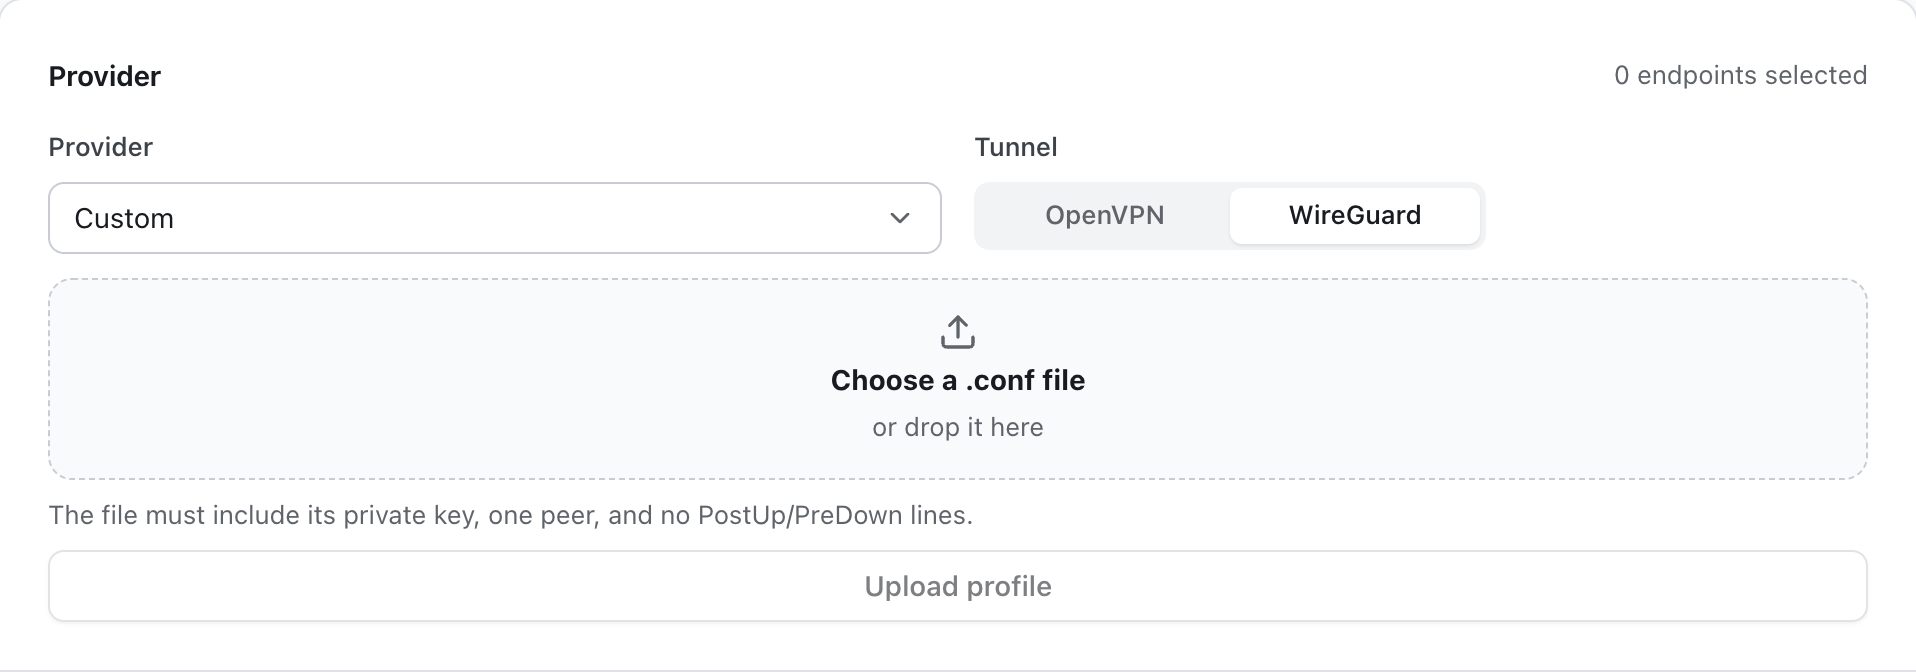 Provider
0 endpoints selected
Provider
Tunnel
Custom
OpenVPN
WireGuard
Choose a .conf file
or drop it here
The file must include its private key, one peer, and no PostUp/PreDown lines.
Upload profile